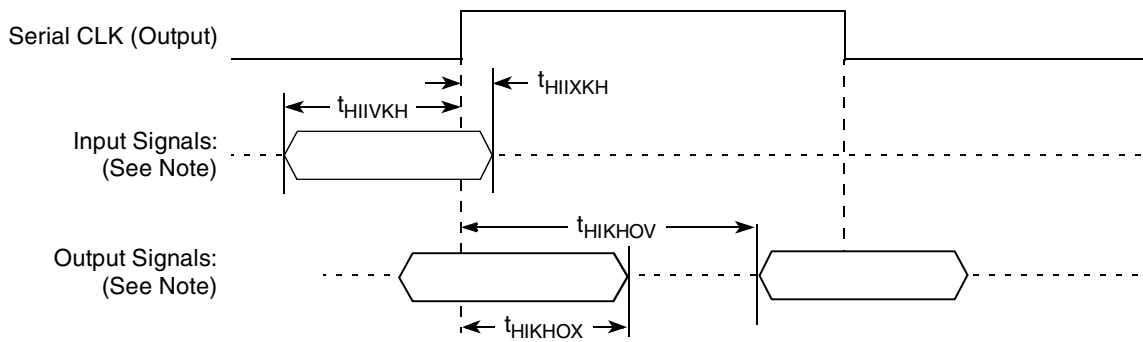 Serial CLK (Output)
tHIIXKH
tHIIVKH
Input Signals:
(See Note)
tHIKHOV
Output Signals:
(See Note)
tHIKHOX